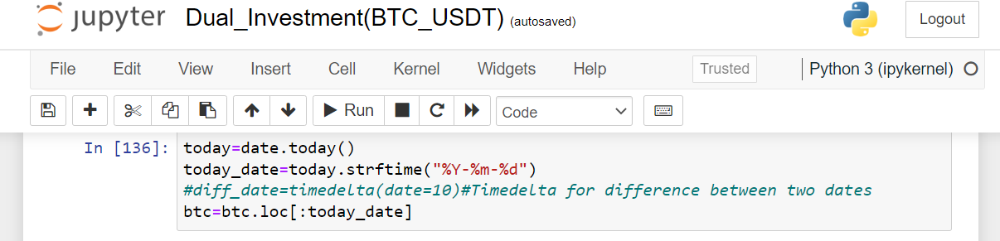 jupyter Dual_Investment(BTC_USDT) (autosaved) Logout
File Edit View Insert Cell Kernel Widgets Help Trusted Python 3 (ipykernel)
Run Code
In [136]: today=date.today()
today_date=today.strftime("%Y-%m-%d")
#diff_date=timedelta(date=10)#Timedelta for difference between two dates
btc=btc.loc[:today_date]